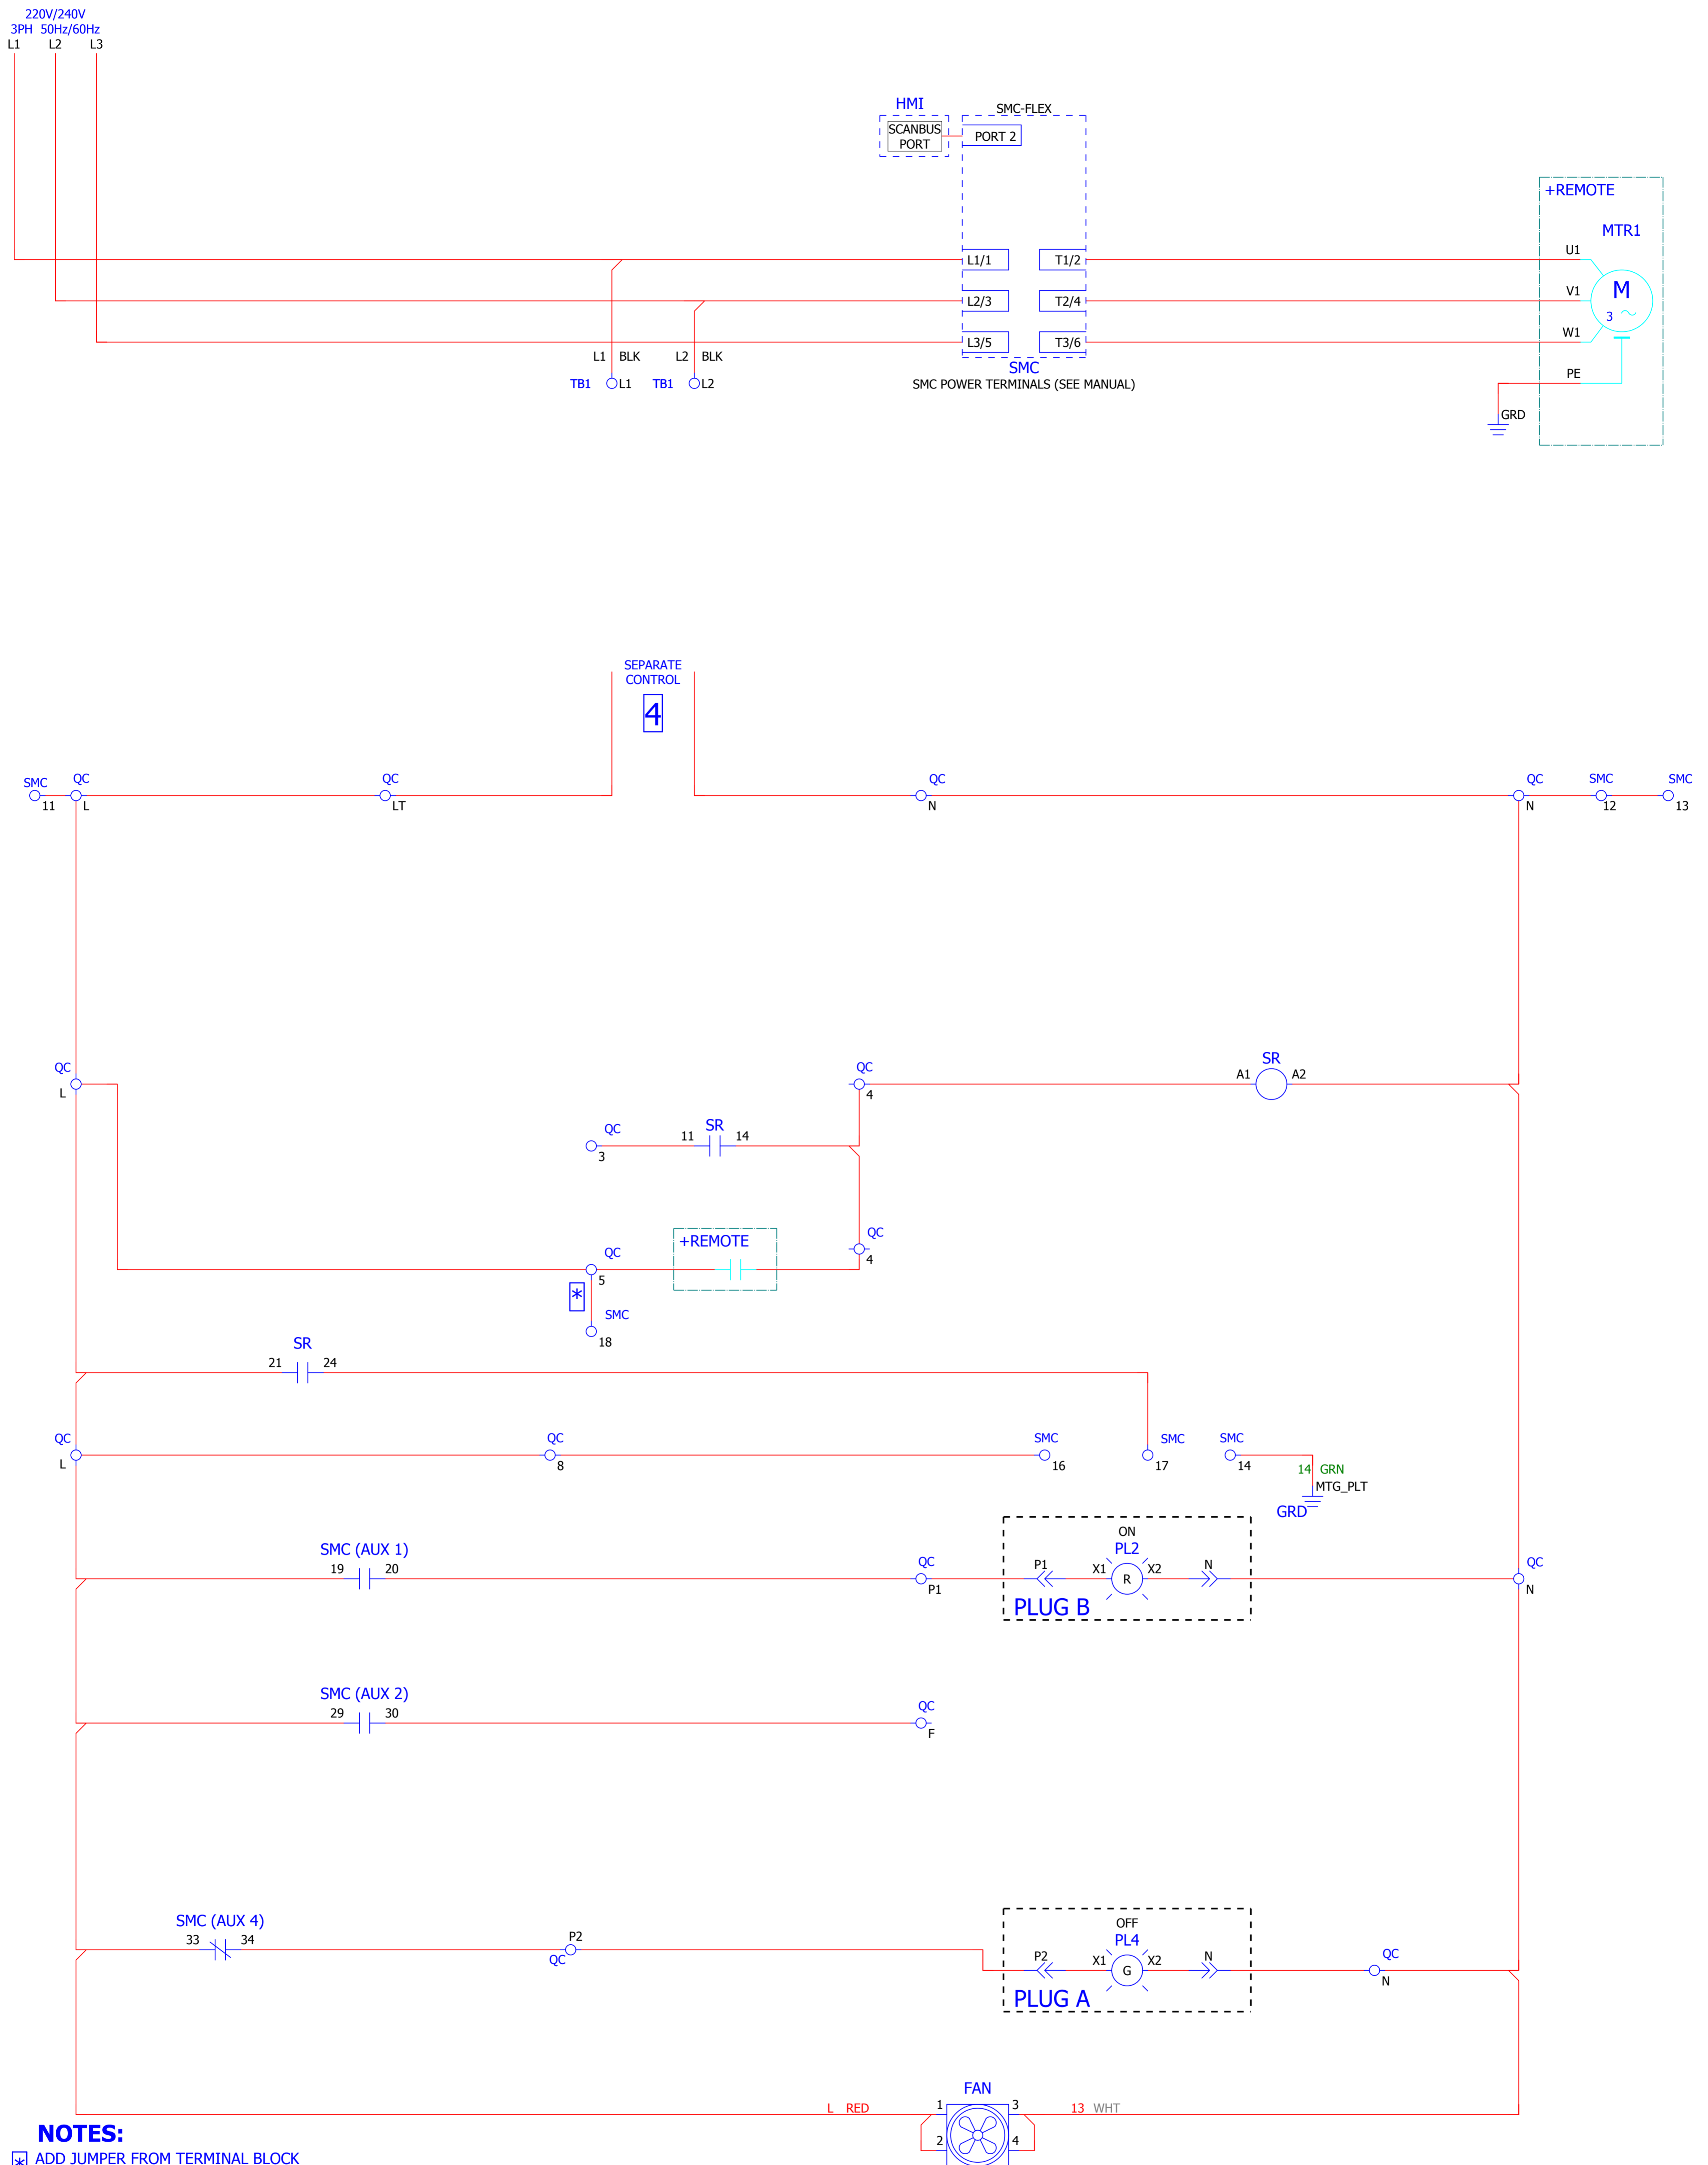 220V/240V
3PH 50Hz/60Hz
L1 L2 L3
HMI
SMC-FLEX
SCANBUS
PORT
PORT 2
+REMOTE
MTR1
L1/1 T1/2 U1
L2/3 T2/4 V1
M
3
L3/5 T3/6 W1
L1 BLK L2 BLK
SMC
SMC POWER TERMINALS (SEE MANUAL)
TB1 L1 TB1 L2
PE
GRD
SEPARATE
CONTROL
4
SMC QC QC QC QC SMC SMC
11 L LT N N 12 13
QC QC SR
A1 A2
L 4
QC SR
11 14
3
QC
4
QC
+REMOTE
5
*
SMC
18
SR
21 24
QC QC SMC SMC SMC
L 8 16 17 14
14 GRN
MTG_PLT
GRD
ON
PL2
SMC (AUX 1)
19 20
QC
P1
P1 X1 R X2 N
QC
N
PLUG B
SMC (AUX 2)
29 30
QC
F
SMC (AUX 4)
33 34
P2
QC
OFF
PL4
P2 X1 G X2 N
QC
N
PLUG A
FAN
L RED 1 3 13 WHT
2 4
NOTES:
* ADD JUMPER FROM TERMINAL BLOCK